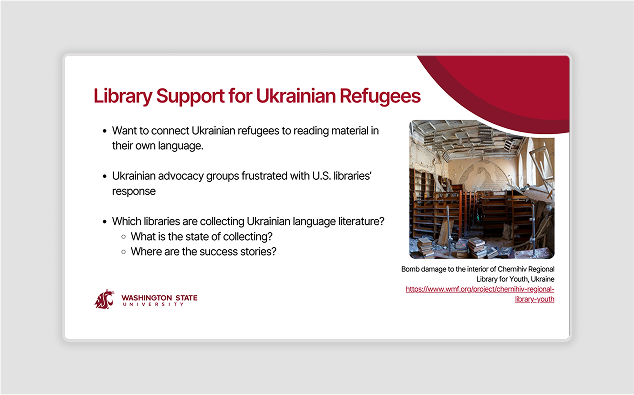 Library Support for Ukrainian Refugees
• Want to connect Ukrainian refugees to reading material in
their own language.
• Ukrainian advocacy groups frustrated with U.S. libraries'
response
• Which libraries are collecting Ukrainian language literature?
○ What is the state of collecting?
○ Where are the success stories?
Bomb damage to the interior of Chernihiv Regional
Library for Youth, Ukraine
https://www.wmf.org/project/chernihiv-regional-
library-youth
WASHINGTON STATE
UNIVERSITY